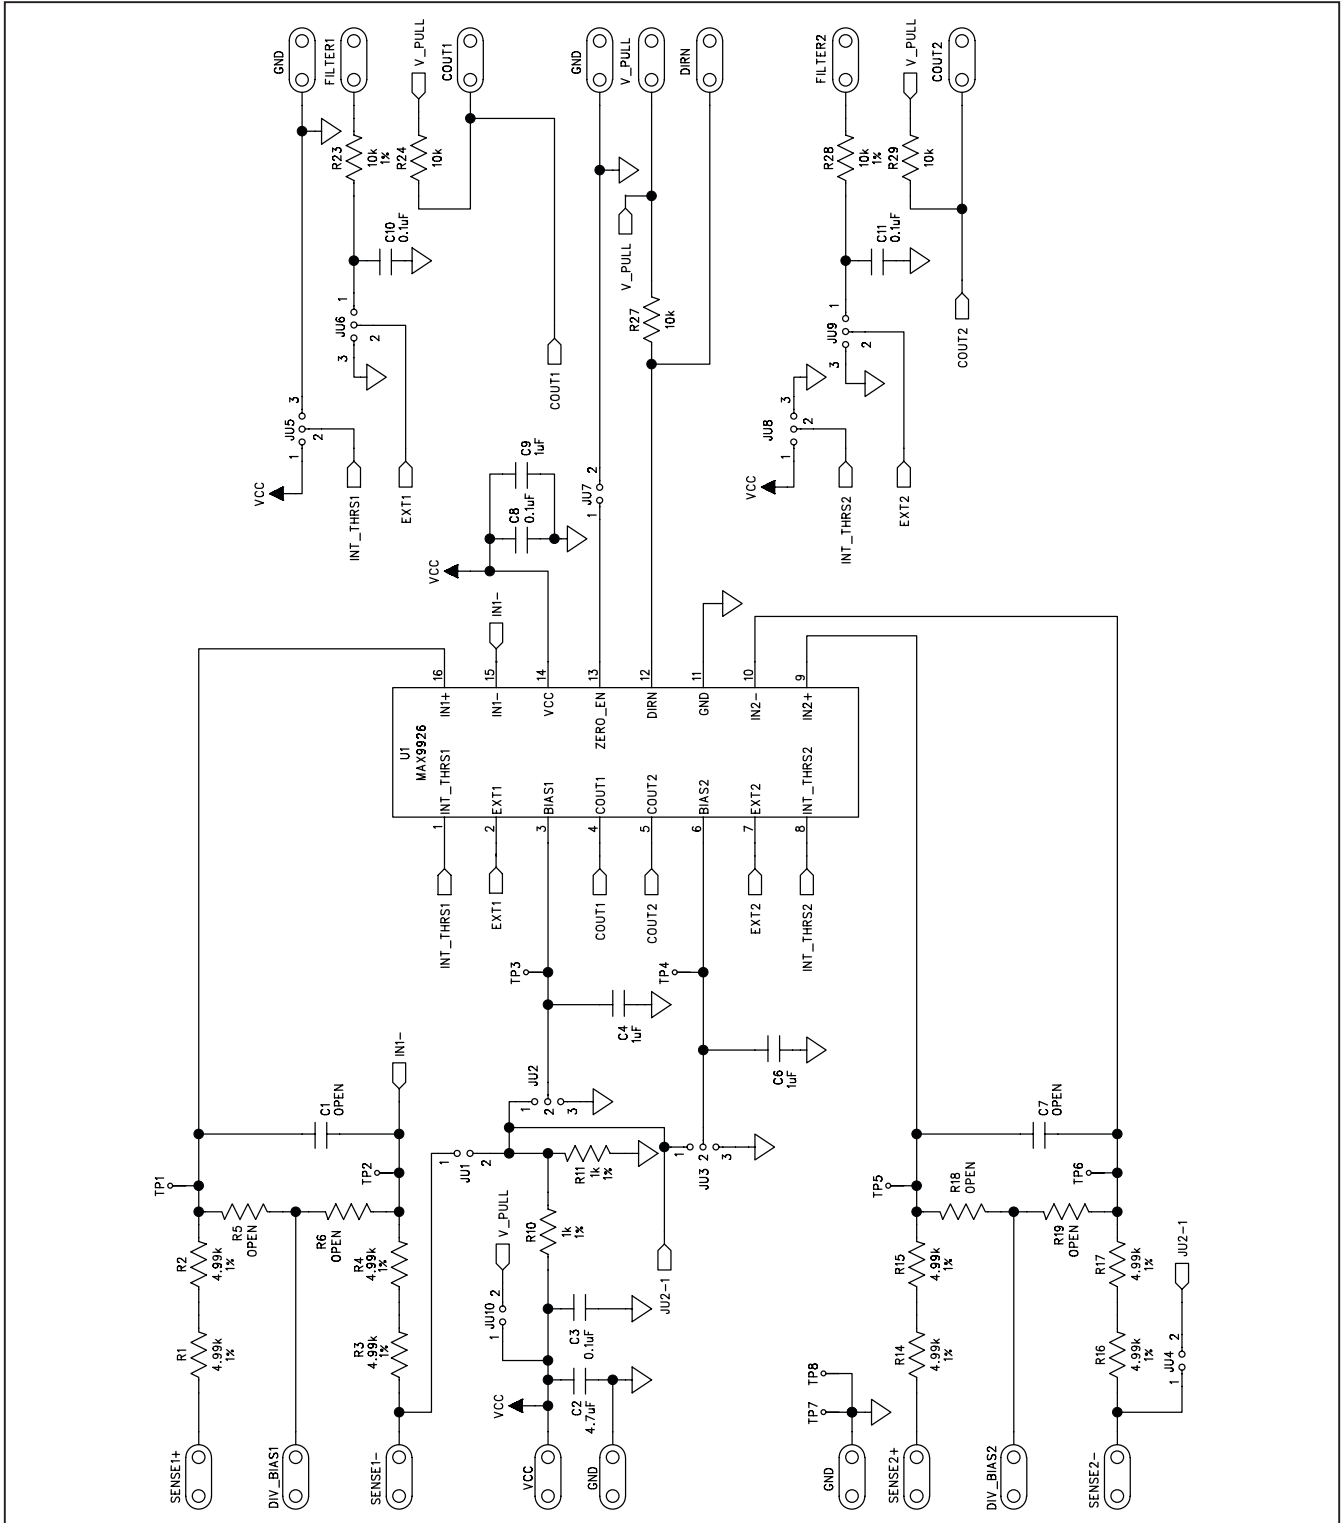 GND
FILTER1
V_PULL
COUT1
R23
10k
1%
R24
10k
C10
0.1uF
JU6
1
2
3
JU5
1
2
3
VCC
INT_THRS1
EXT1
COUT1
GND
V_PULL
DIRN
V_PULL
R27
10k
JU7
1
2
FILTER2
V_PULL
COUT2
R28
10k
1%
R29
10k
C11
0.1uF
JU9
1
2
3
JU8
1
2
3
VCC
INT_THRS2
EXT2
COUT2
VCC
C8
0.1uF
C9
1uF
IN1-
16
15
14
13
12
11
10
9
IN1+
IN1-
VCC
ZERO_EN
DIRN
GND
IN2-
IN2+
U1
MAX9926
INT_THRS1
EXT1
BIAS1
COUT1
COUT2
BIAS2
EXT2
INT_THRS2
1
2
3
4
5
6
7
8
INT_THRS1
EXT1
COUT1
COUT2
EXT2
INT_THRS2
TP3
TP4
C4
1uF
C6
1uF
JU2
1
2
3
JU3
1
2
3
JU1
1
2
R11
1k
1%
R10
1k
1%
V_PULL
JU10
1
2
JU2-1
C3
0.1uF
C2
4.7uF
VCC
VCC
GND
TP1
TP2
C1
OPEN
IN1-
R5
OPEN
R6
OPEN
R2
4.99k
1%
R1
4.99k
1%
R4
4.99k
1%
R3
4.99k
1%
SENSE1+
DIV_BIAS1
SENSE1-
TP5
TP6
C7
OPEN
R18
OPEN
R19
OPEN
R15
4.99k
1%
R14
4.99k
1%
R17
4.99k
1%
R16
4.99k
1%
JU2-1
JU4
1
2
TP8
TP7
GND
SENSE2+
DIV_BIAS2
SENSE2-